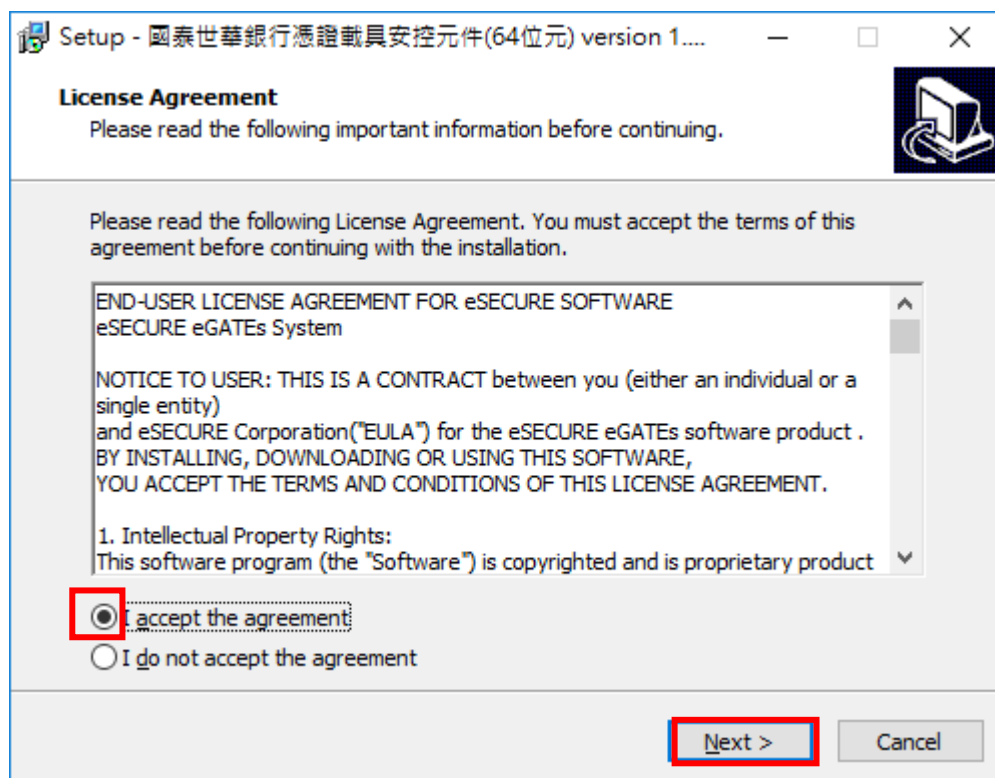 Setup - 國泰世華銀行憑證載具安控元件(64位元) version 1....
License Agreement
Please read the following important information before continuing.
Please read the following License Agreement. You must accept the terms of this
agreement before continuing with the installation.
END-USER LICENSE AGREEMENT FOR eSECURE SOFTWARE
eSECURE eGATEs System
NOTICE TO USER: THIS IS A CONTRACT between you (either an individual or a
single entity)
and eSECURE Corporation("EULA") for the eSECURE eGATEs software product .
BY INSTALLING, DOWNLOADING OR USING THIS SOFTWARE,
YOU ACCEPT THE TERMS AND CONDITIONS OF THIS LICENSE AGREEMENT.
1. Intellectual Property Rights:
This software program (the "Software") is copyrighted and is proprietary product
I accept the agreement
I do not accept the agreement
Next >
Cancel